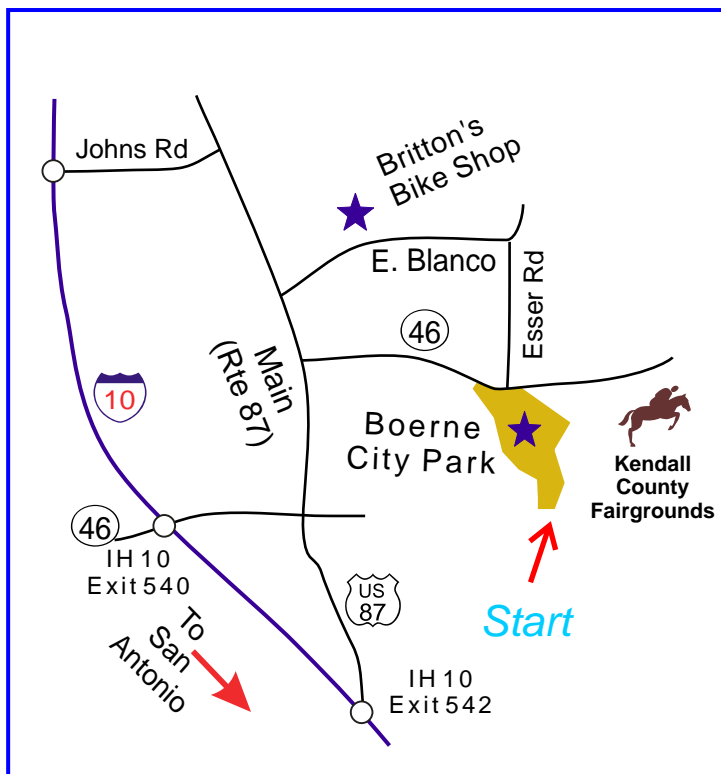 Johns Rd
Britton's
Bike Shop
E. Blanco
Esser Rd
46
Main
(Rte 87)
10
Boerne
City Park
Kendall
County
Fairgrounds
46
IH 10
Exit 540
US
87
Start
To
San
Antonio
IH 10
Exit 542